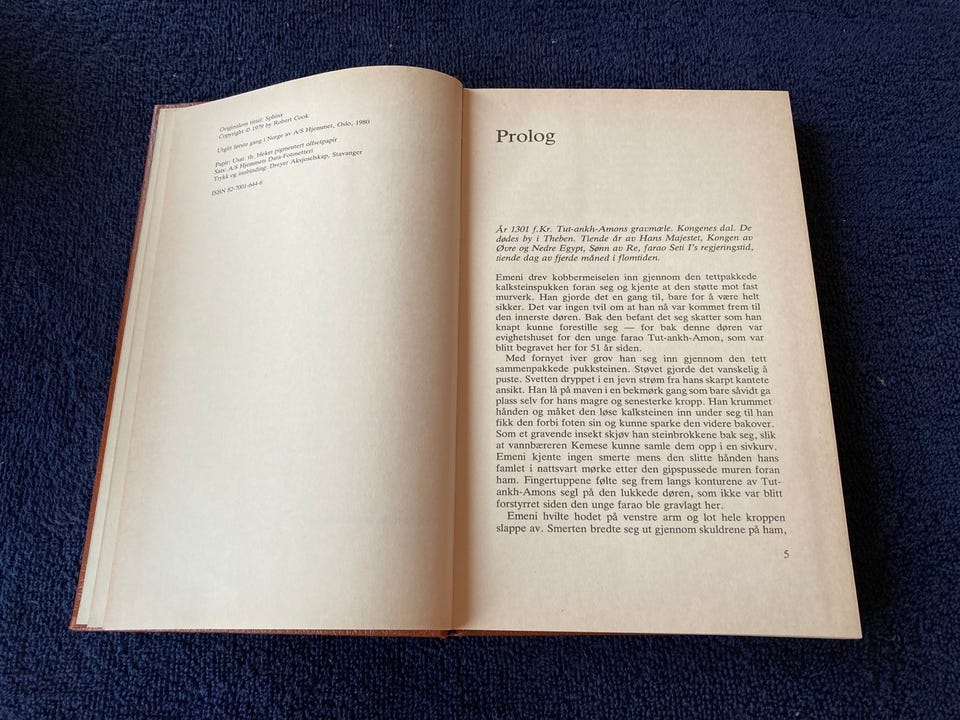 Originalens tittel: Sphinx
Copyright © 1979 by Robert Cook
Utgitt første gang i Norge av A/S Hjemmet, Oslo, 1980
Papir: Usat. th. bleket pigmentert offsetpapir
Sats: A/S Hjemmets Data-Fotosetteri
Trykk og innbinding: Dreyer Aksjeselskap, Stavanger
ISBN 82-7001-644-6
Prolog
År 1301 f.Kr. Tut-ankh-Amons gravmæle. Kongenes dal. De
dødes by i Theben. Tiende år av Hans Majestet, Kongen av
Øvre og Nedre Egypt, Sønn av Re, farao Seti I's regjeringstid,
tiende dag av fjerde måned i flomtiden.
Emeni drev kobbermeiselen inn gjennom den tettpakkede
kalksteinspukken foran seg og kjente at den støtte mot fast
murverk. Han gjorde det en gang til, bare for å være helt
sikker. Det var ingen tvil om at han nå var kommet frem til
den innerste døren. Bak den befant det seg skatter som han
knapt kunne forestille seg — for bak denne døren var
evighetshuset for den unge farao Tut-ankh-Amon, som var
blitt begravet her for 51 år siden.
Med fornyet iver grov han seg inn gjennom den tett
sammenpakkede pukksteinen. Støvet gjorde det vanskelig å
puste. Svetten dryppet i en jevn strøm fra hans skarpt kantete
ansikt. Han lå på maven i en bekmørk gang som bare såvidt ga
plass selv for hans magre og senesterke kropp. Han krummet
hånden og måket den løse kalksteinen inn under seg til han
fikk den forbi foten sin og kunne sparke den videre bakover.
Som et gravende insekt skjøv han steinbrokkene bak seg, slik
at vannbæreren Kemese kunne samle dem opp i en sivkurv.
Emeni kjente ingen smerte mens den slitte hånden hans
famlet i nattsvart mørke etter den gipspussede muren foran
ham. Fingertuppene følte seg frem langs konturene av Tut-
ankh-Amons segl på den lukkede døren, som ikke var blitt
forstyrret siden den unge farao ble gravlagt her.
Emeni hvilte hodet på venstre arm og lot hele kroppen
slappe av. Smerten bredte seg ut gjennom skuldrene på ham,
5